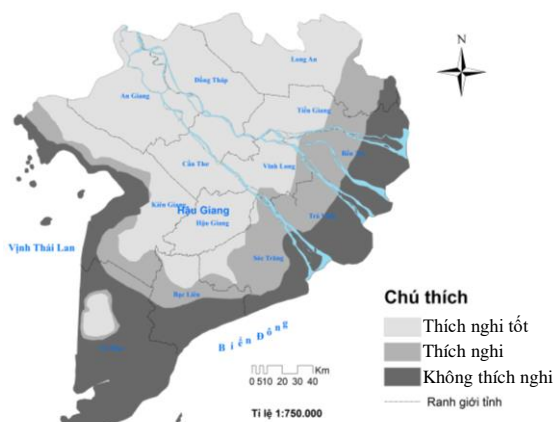 N
Long An
Đồng Tháp
An Giang
Tiền Giang
Bến Tre
Cần Thơ
Vĩnh Long
Kiên Giang
Hậu Giang
Hậu Giang
Trà Vinh
Vịnh Thái Lan
Sóc Trăng
Bạc Liêu
Biển Đông
Km
0 5 10 20 30 40
Tỉ lệ 1:750.000
Chú thích
Thích nghi tốt
Thích nghi
Không thích nghi
Ranh giới tỉnh